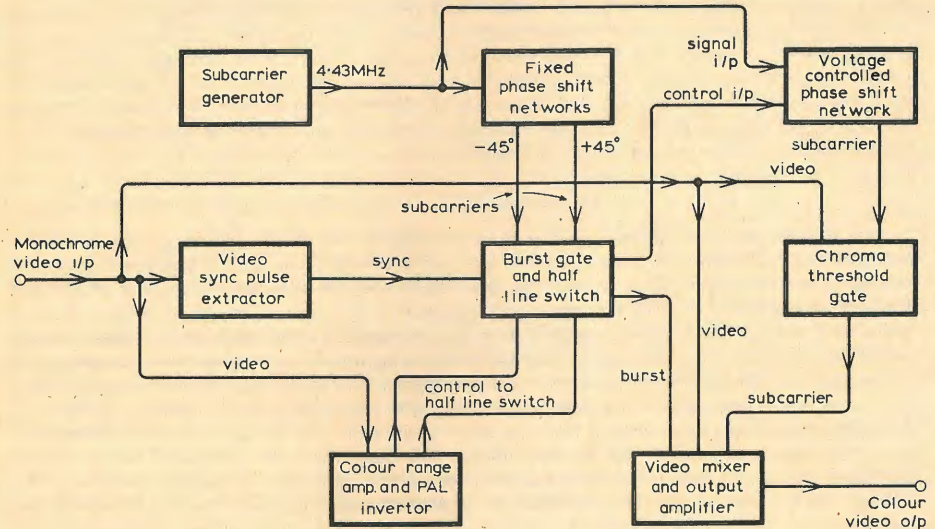 Subcarrier
generator
4·43MHz
Fixed
phase shift
networks
signal
i/p
Voltage
controlled
phase shift
network
control i/p
-45°
+45°
subcarrier
video
subcarriers
Monochrome
video i/p
Video
sync pulse
extractor
sync
Burst gate
and half
line switch
Chroma
threshold
gate
video
video
burst
control to
half line switch
subcarrier
Colour range
amp. and PAL
invertor
Video mixer
and output
amplifier
Colour
video o/p